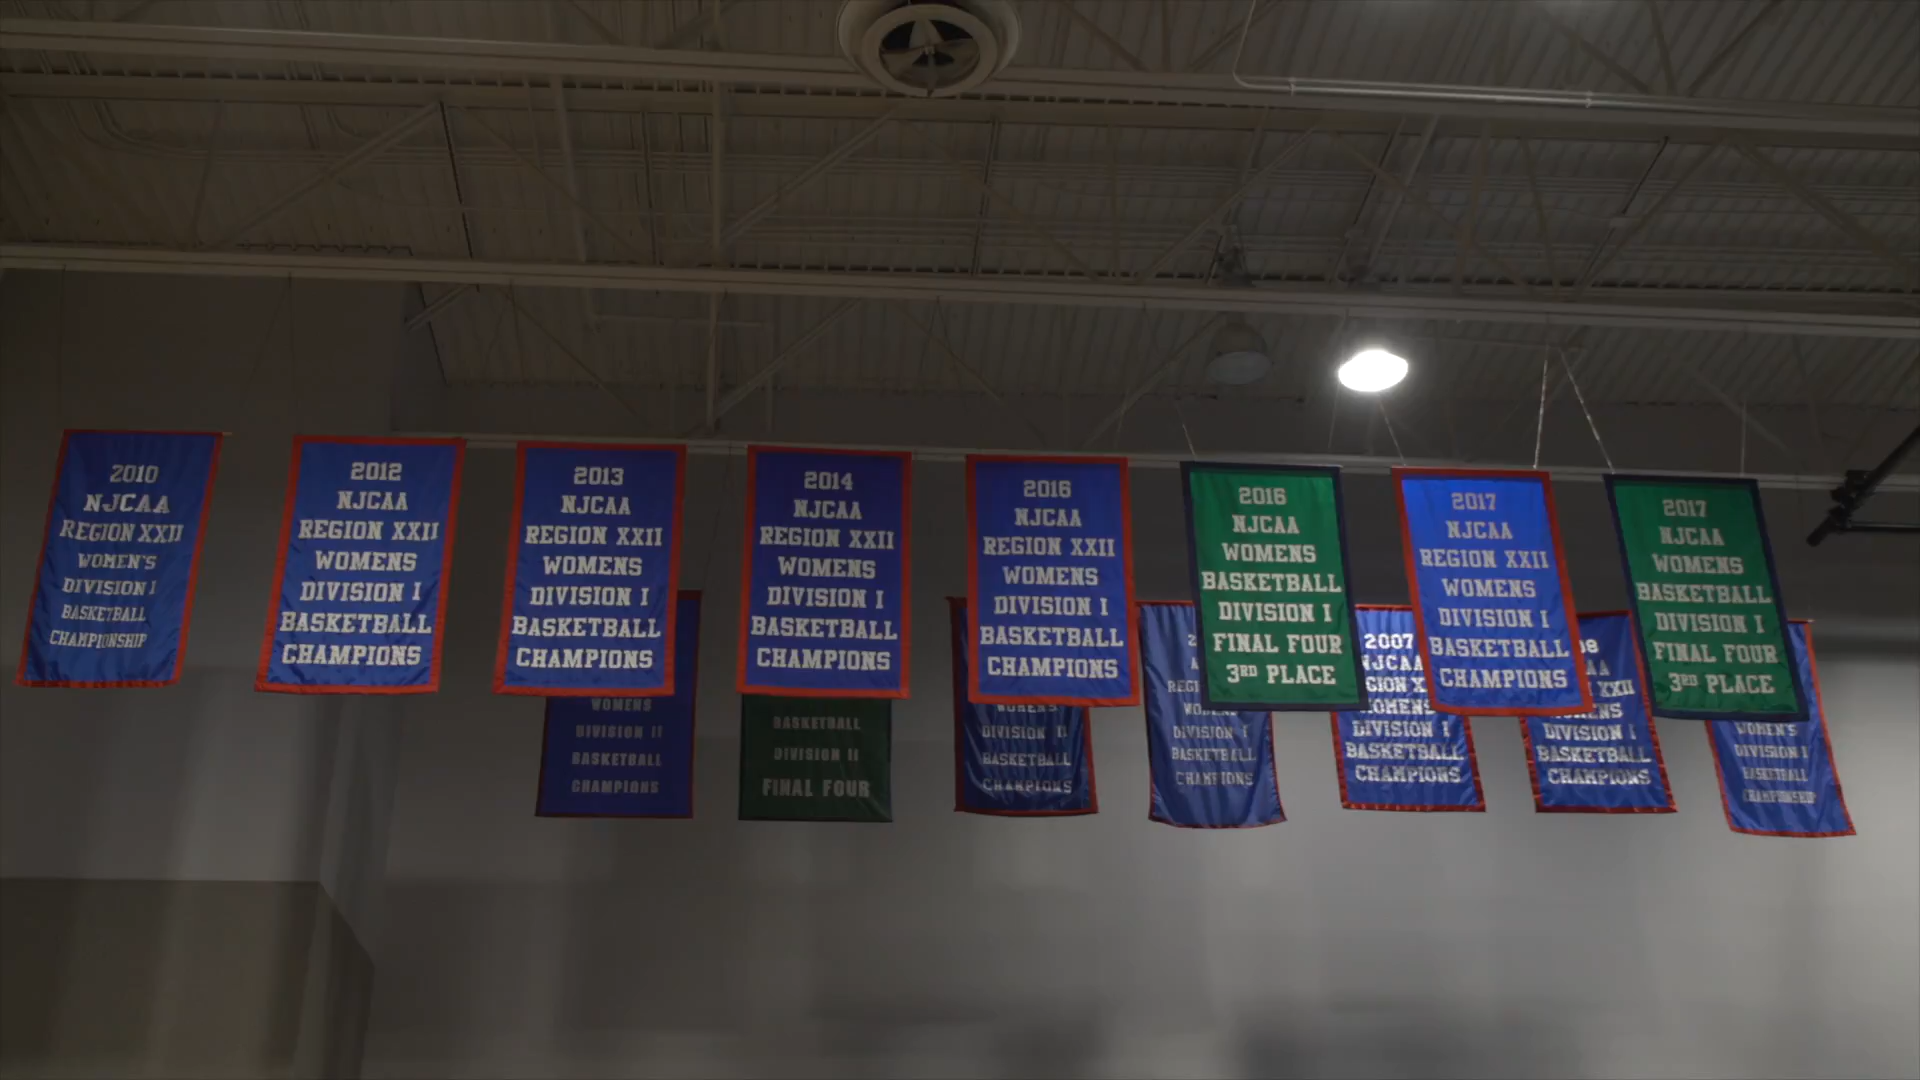 2010
NJCAA
REGION XXII
WOMEN'S
DIVISION I
BASKETBALL
CHAMPIONSHIP
2012
NJCAA
REGION XXII
WOMENS
DIVISION I
BASKETBALL
CHAMPIONS
2013
NJCAA
REGION XXII
WOMENS
DIVISION I
BASKETBALL
CHAMPIONS
2014
NJCAA
REGION XXII
WOMENS
DIVISION I
BASKETBALL
CHAMPIONS
2016
NJCAA
REGION XXII
WOMENS
DIVISION I
BASKETBALL
CHAMPIONS
2016
NJCAA
WOMENS
BASKETBALL
DIVISION I
FINAL FOUR
3RD PLACE
2017
NJCAA
REGION XXII
WOMENS
DIVISION I
BASKETBALL
CHAMPIONS
2017
NJCAA
WOMENS
BASKETBALL
DIVISION I
FINAL FOUR
3RD PLACE
WOMENS
DIVISION II
BASKETBALL
CHAMPIONS
BASKETBALL
DIVISION II
FINAL FOUR
WOMENS
DIVISION II
BASKETBALL
CHAMPIONS
DIVISION I
BASKETBALL
CHAMPIONS
2007
WOMENS
DIVISION I
BASKETBALL
CHAMPIONS
XXII
DIVISION I
BASKETBALL
CHAMPIONS
WOMEN'S
DIVISION I
BASKETBALL
CHAMPIONSHIP